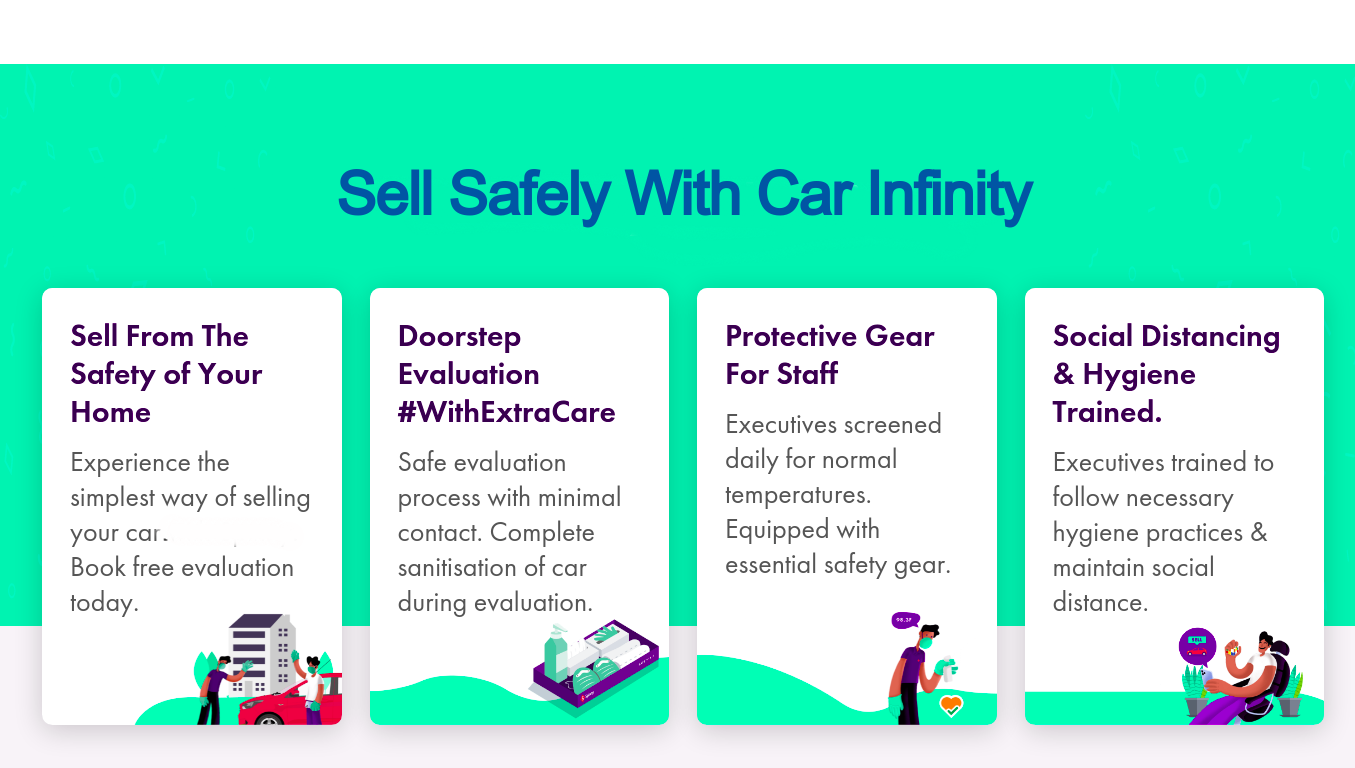 Sell Safely With Car Infinity
Sell From The
Safety of Your
Home
Experience the
simplest way of selling
your car.
Book free evaluation
today.
Doorstep
Evaluation
#WithExtraCare
Safe evaluation
process with minimal
contact. Complete
sanitisation of car
during evaluation.
Protective Gear
For Staff
Executives screened
daily for normal
temperatures.
Equipped with
essential safety gear.
98.3F
Social Distancing
& Hygiene
Trained.
Executives trained to
follow necessary
hygiene practices &
maintain social
distance.
SELL